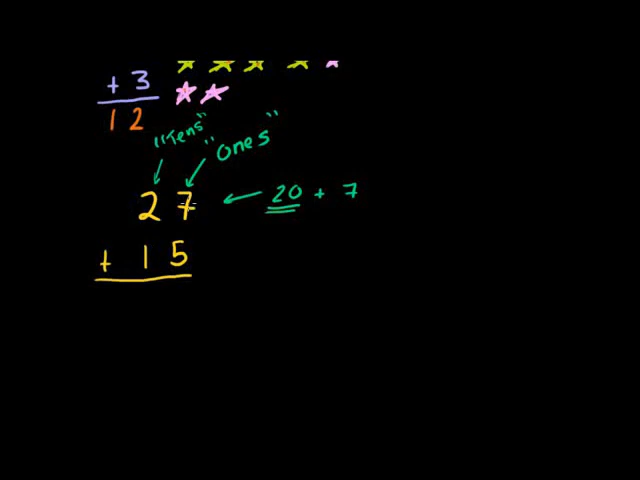 + 3
12
"Tens" "ones"
27 20 + 7
+ 15